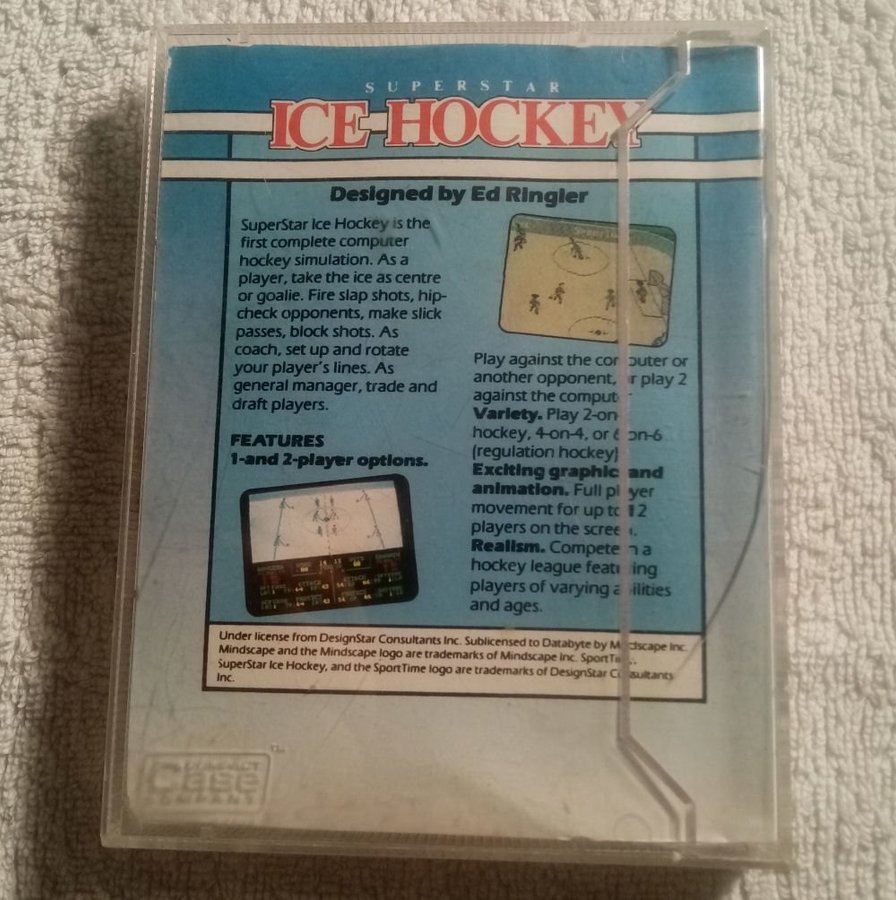 SUPERSTAR
ICE HOCKEY
Designed by Ed Ringler
SuperStar Ice Hockey is the
first complete computer
hockey simulation. As a
player, take the ice as centre
or goalie. Fire slap shots, hip-
check opponents, make slick
passes, block shots. As
coach, set up and rotate
your player's lines. As
general manager, trade and
draft players.
FEATURES
1-and 2-player options.
Play against the computer or
another opponent, or play 2
against the computer
Variety. Play 2-on-
hockey, 4-on-4, or 6-on-6
(regulation hockey)
Exciting graphics and
animation. Full player
movement for up to 12
players on the screen.
Realism. Compete in a
hockey league featuring
players of varying abilities
and ages.
Under license from DesignStar Consultants Inc. Sublicensed to Databyte by Mindscape Inc.
Mindscape and the Mindscape logo are trademarks of Mindscape Inc. SportTime,
SuperStar Ice Hockey, and the SportTime logo are trademarks of DesignStar Consultants
Inc.
COMPACT
CASE
COMPANY
TM